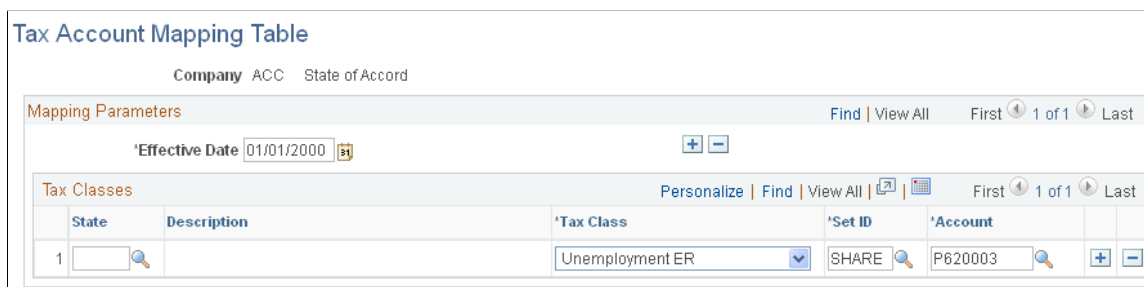 Tax Account Mapping Table
Company ACC State of Accord
Mapping Parameters Find | View All First 1 of 1 Last
*Effective Date 01/01/2000 31
Tax Classes Personalize | Find | View All | | First 1 of 1 Last
State Description *Tax Class *Set ID *Account
1 Unemployment ER SHARE P620003